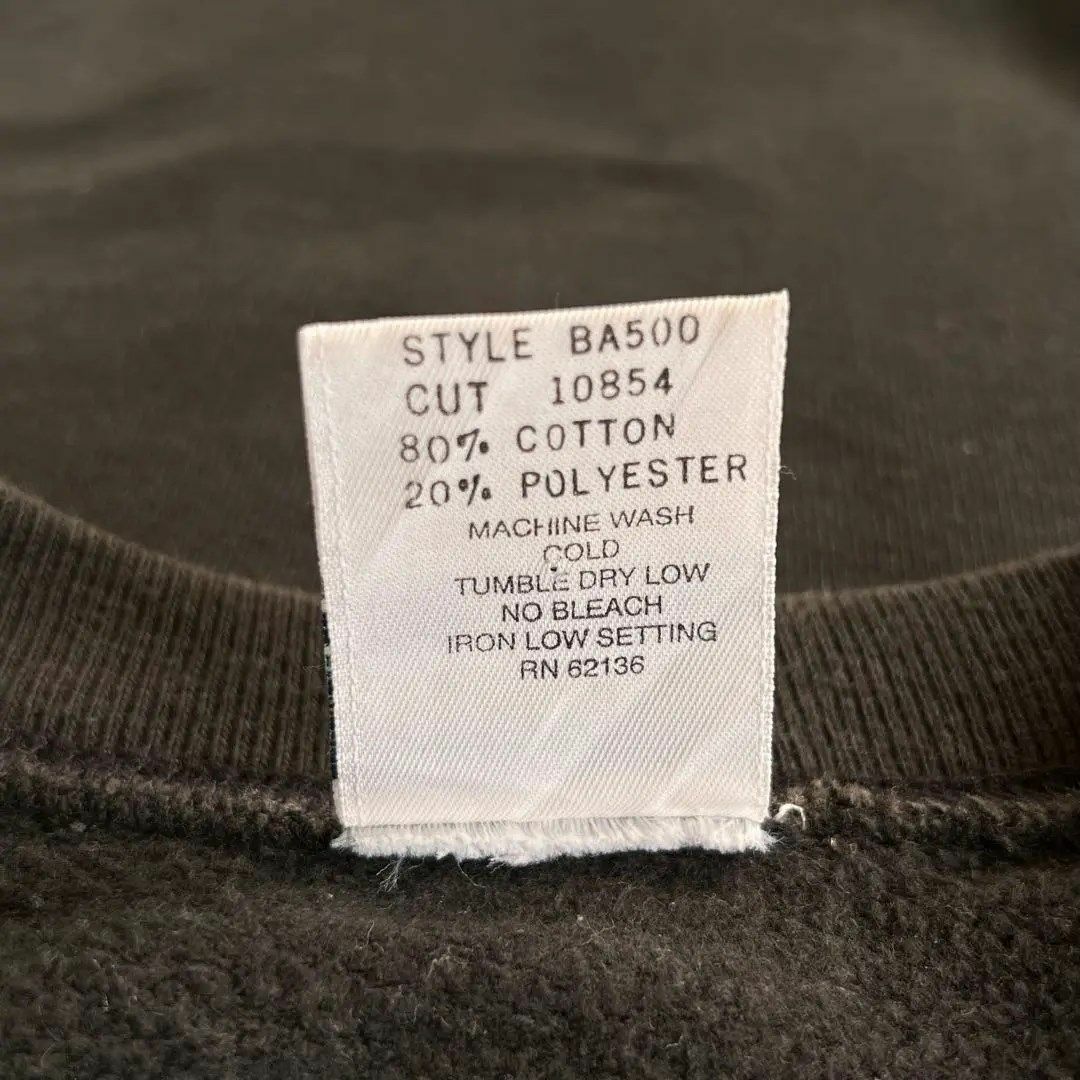 STYLE BA500
CUT 10854
80% COTTON
20% POLYESTER
MACHINE WASH
COLD
TUMBLE DRY LOW
NO BLEACH
IRON LOW SETTING
RN 62136